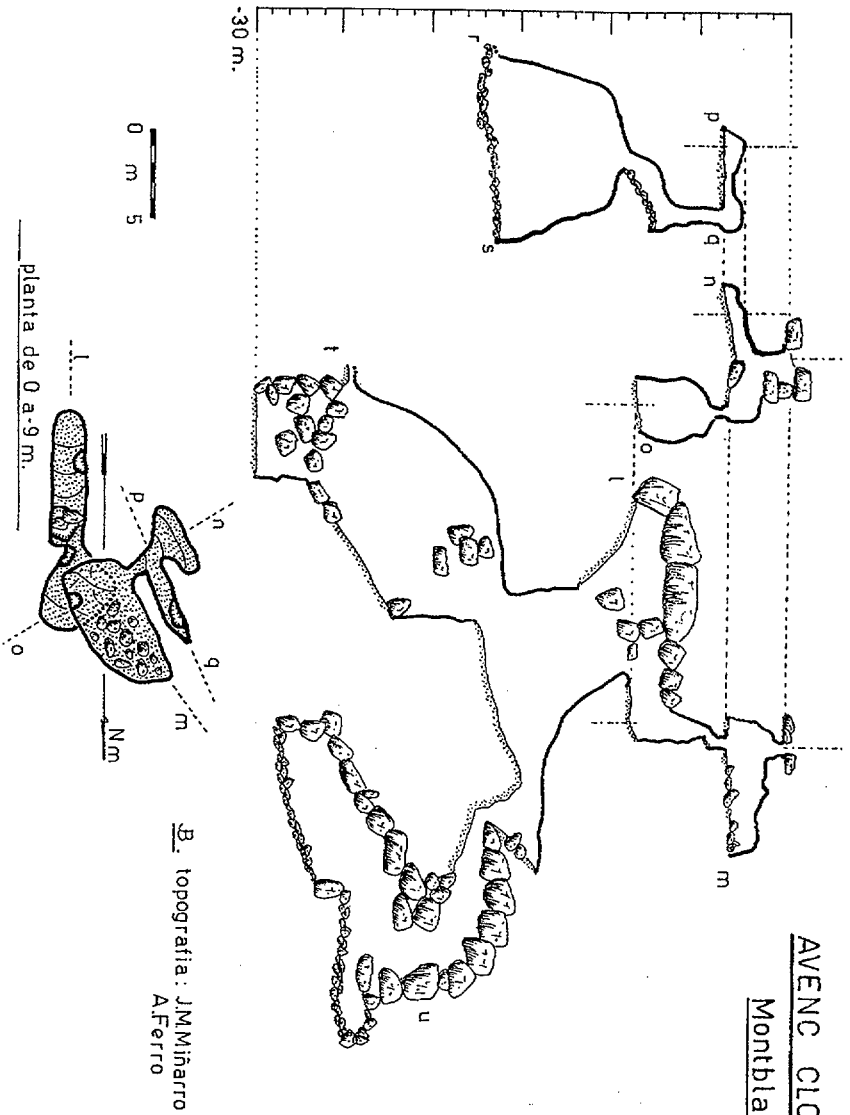 AVENC CLO
Montbla
-30 m.
r
s
p
q
n
o
t
l
m
u
0 m 5
planta de 0 a -9 m.
l
p
n
q
m
o
Nm
B. topografia : J.M.Miñarro
A.Ferro